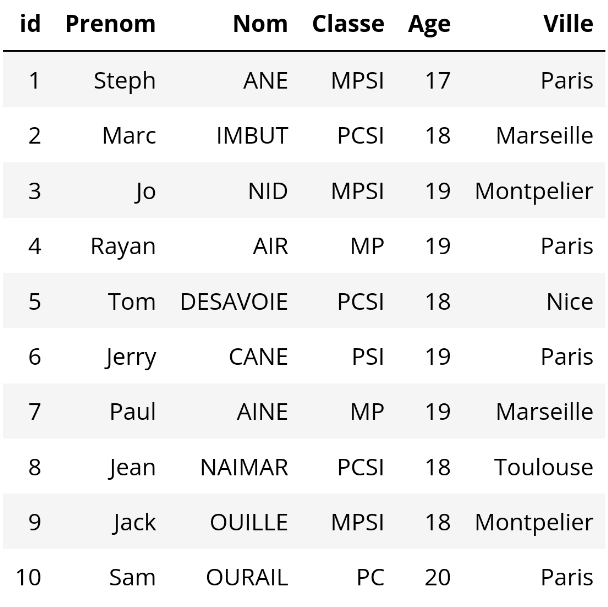 id Prenom Nom Classe Age Ville
1 Steph ANE MPSI 17 Paris
2 Marc IMBUT PCSI 18 Marseille
3 Jo NID MPSI 19 Montpelier
4 Rayan AIR MP 19 Paris
5 Tom DESAVOIE PCSI 18 Nice
6 Jerry CANE PSI 19 Paris
7 Paul AINE MP 19 Marseille
8 Jean NAIMAR PCSI 18 Toulouse
9 Jack OUILLE MPSI 18 Montpelier
10 Sam OURAIL PC 20 Paris